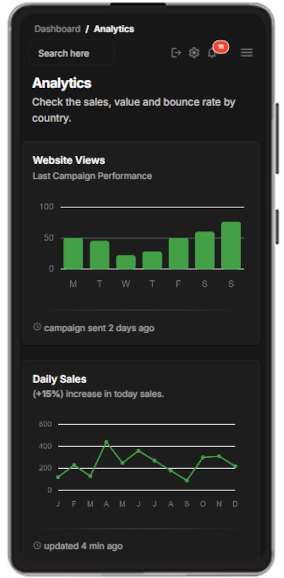 Dashboard / Analytics
Search here
11
Analytics
Check the sales, value and bounce rate by
country.
Website Views
Last Campaign Performance
100
50
0
M T W T F S S
campaign sent 2 days ago
Daily Sales
(+15%) increase in today sales.
600
400
200
0
J F M A M J J A S O N D
updated 4 min ago